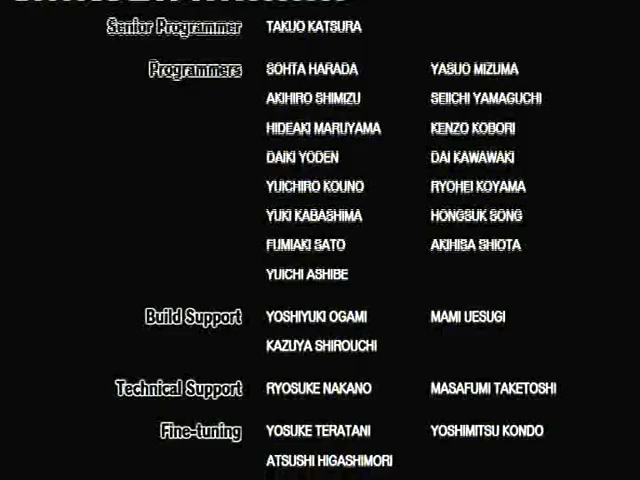 Senior Programmer TAKUO KATSURA
Programmers SOHTA HARADA YASUO MIZUMA
AKIHIRO SHIMIZU SEIICHI YAMAGUCHI
HIDEAKI MARUYAMA KENZO KOBORI
DAIKI YODEN DAI KAWAWAKI
YUICHIRO KOUNO RYOHEI KOYAMA
YUKI KABASHIMA HONGSUK SONG
FUMIAKI SATO AKIHISA SHIOTA
YUICHI ASHIBE
Build Support YOSHIYUKI OGAMI MAMI UESUGI
KAZUYA SHIROUCHI
Technical Support RYOSUKE NAKANO MASAFUMI TAKETOSHI
Fine-tuning YOSUKE TERATANI YOSHIMITSU KONDO
ATSUSHI HIGASHIMORI